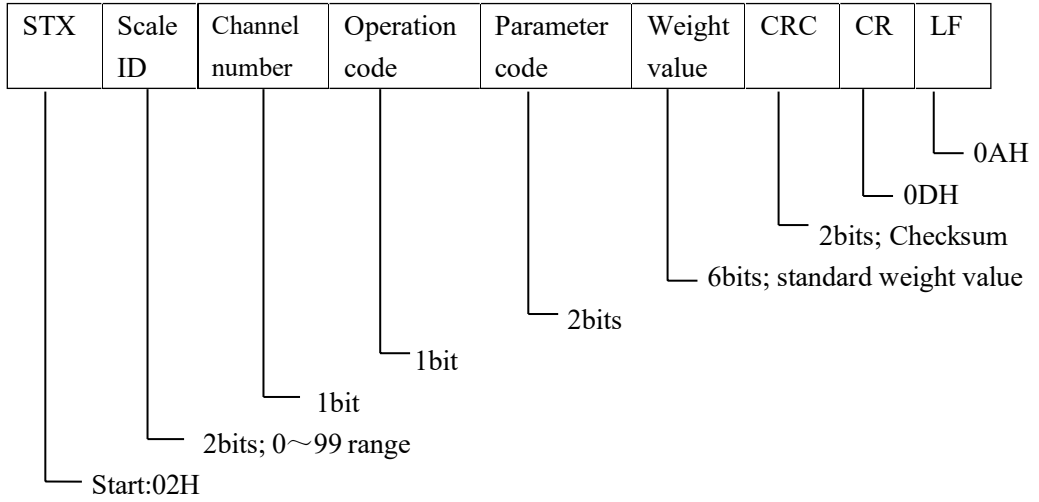 STX Scale ID Channel number Operation code Parameter code Weight value CRC CR LF
0AH
0DH
2bits; Checksum
6bits; standard weight value
2bits
1bit
1bit
2bits; 0～99 range
Start:02H